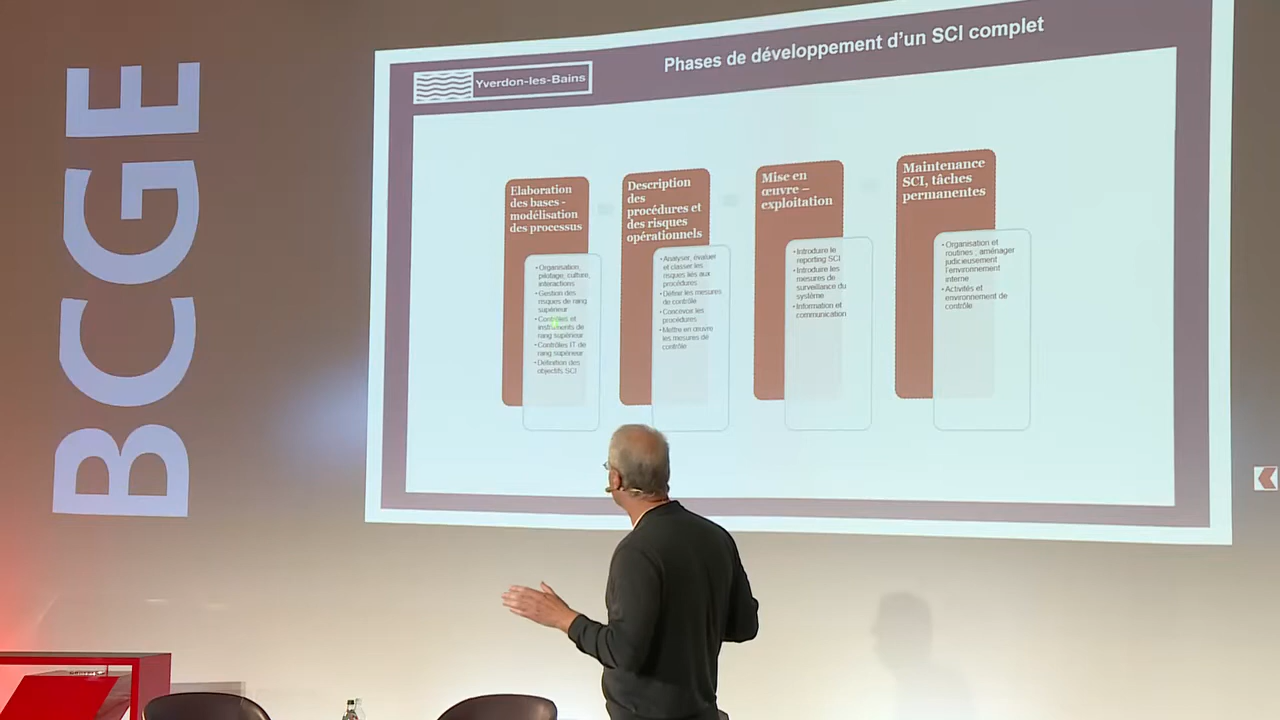 BCGE
Yverdon-les-Bains
Phases de développement d'un SCI complet
Elaboration
des bases -
modélisation
des processus
• Organisation,
pilotage, culture,
interactions
• Gestion des
risques de rang
supérieur
• Contrôles et
instruments de
rang supérieur
• Contrôles IT de
rang supérieur
• Définition des
objectifs SCI
Description
des
procédures et
des risques
opérationnels
• Analyser, évaluer
et classer les
risques liés aux
procédures
• Définir les mesures
de contrôle
• Concevoir les
procédures
• Mettre en œuvre
les mesures de
contrôle
Mise en
œuvre –
exploitation
• Introduire le
reporting SCI
• Introduire les
mesures de
surveillance du
système
• Information et
communication
Maintenance
SCI, tâches
permanentes
• Organisation et
routines ; aménager
judicieusement
l'environnement
interne
• Activités et
environnement de
contrôle